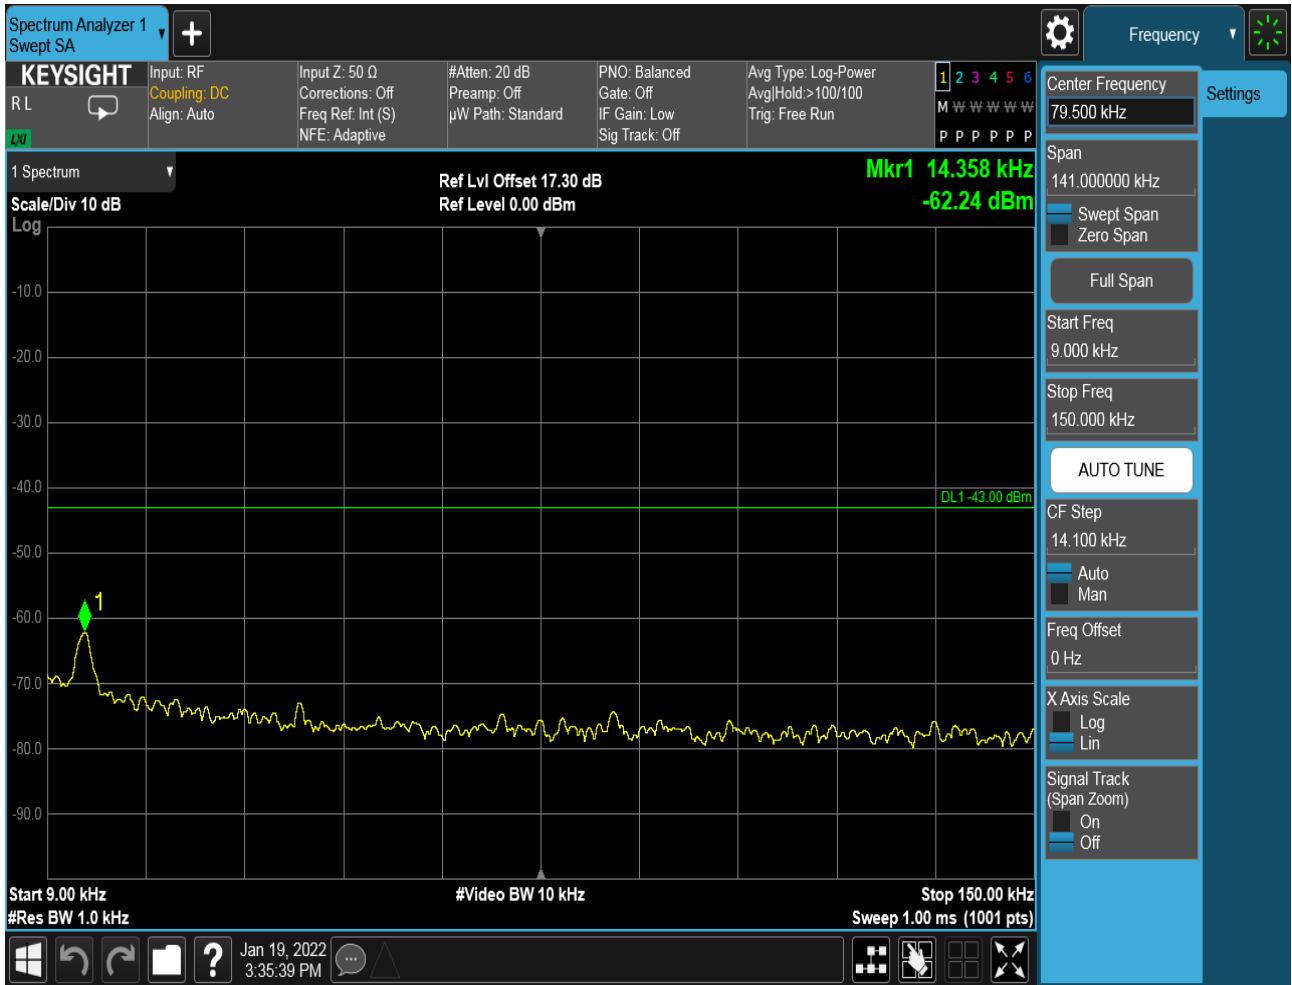 Spectrum Analyzer 1
Swept SA
Frequency
KEYSIGHT
R L
LXI
Input: RF
Coupling: DC
Align: Auto
Input Z: 50 Ω
Corrections: Off
Freq Ref: Int (S)
NFE: Adaptive
#Atten: 20 dB
Preamp: Off
µW Path: Standard
PNO: Balanced
Gate: Off
IF Gain: Low
Sig Track: Off
Avg Type: Log-Power
Avg|Hold:>100/100
Trig: Free Run
1 2 3 4 5 6
M W W W W W
P P P P P P
1 Spectrum
Scale/Div 10 dB
Log
Ref Lvl Offset 17.30 dB
Ref Level 0.00 dBm
Mkr1 14.358 kHz
-62.24 dBm
-10.0
-20.0
-30.0
-40.0
DL1 -43.00 dBm
-50.0
1
-60.0
-70.0
-80.0
-90.0
Start 9.00 kHz
#Res BW 1.0 kHz
#Video BW 10 kHz
Stop 150.00 kHz
Sweep 1.00 ms (1001 pts)
Jan 19, 2022
3:35:39 PM
Center Frequency
79.500 kHz
Span
141.000000 kHz
Swept Span
Zero Span
Full Span
Start Freq
9.000 kHz
Stop Freq
150.000 kHz
AUTO TUNE
CF Step
14.100 kHz
Auto
Man
Freq Offset
0 Hz
X Axis Scale
Log
Lin
Signal Track
(Span Zoom)
On
Off
Settings